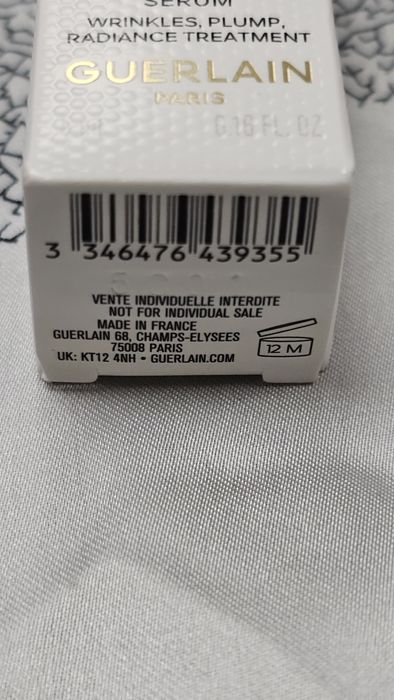 SERUM
WRINKLES, PLUMP,
RADIANCE TREATMENT
GUERLAIN
PARIS
0.16 FL. OZ
3 346476 439355
VENTE INDIVIDUELLE INTERDITE
NOT FOR INDIVIDUAL SALE
MADE IN FRANCE
GUERLAIN 68, CHAMPS-ELYSEES
75008 PARIS
UK: KT12 4NH • GUERLAIN.COM
12 M